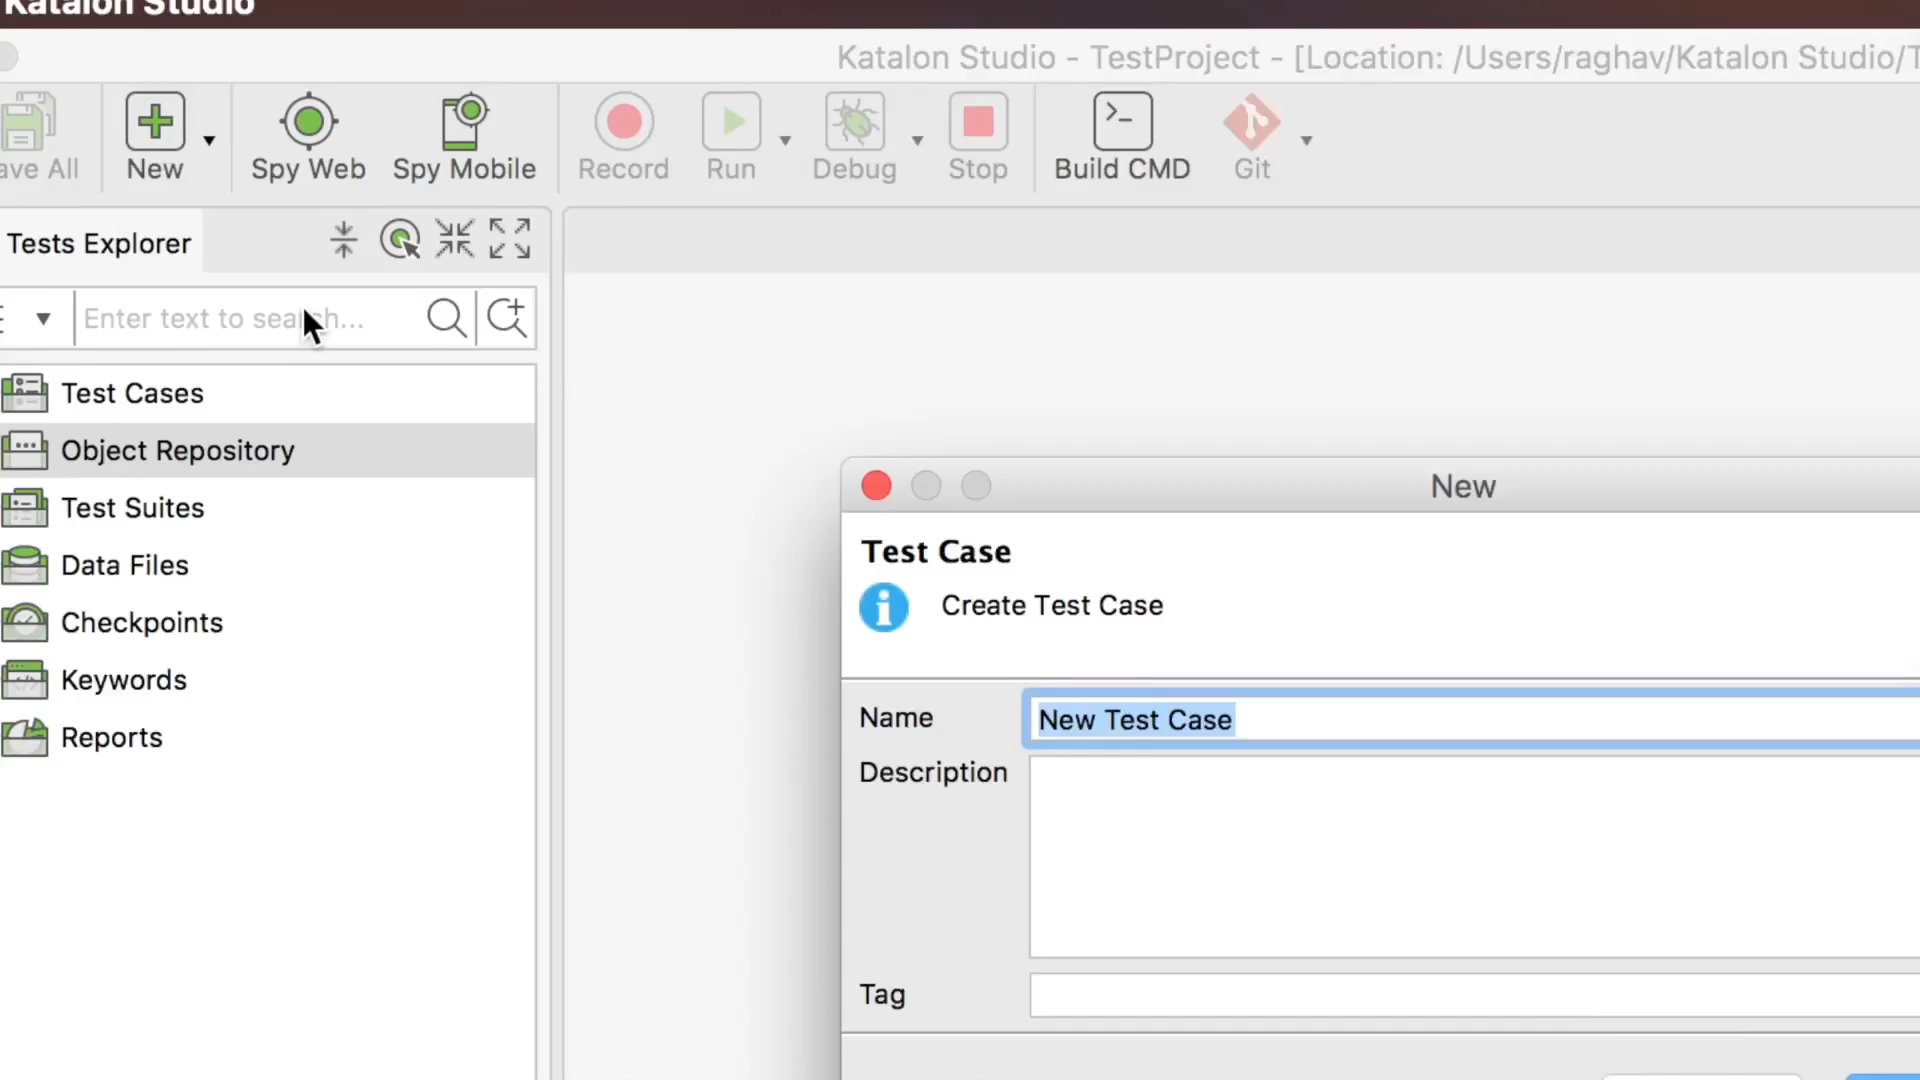 Katalon Studio
Katalon Studio - TestProject - [Location: /Users/raghav/Katalon Studio/T
ave All
New
Spy Web
Spy Mobile
Record
Run
Debug
Stop
Build CMD
Git
Tests Explorer
Enter text to search...
Test Cases
Object Repository
Test Suites
Data Files
Checkpoints
Keywords
Reports
New
Test Case
Create Test Case
Name
New Test Case
Description
Tag